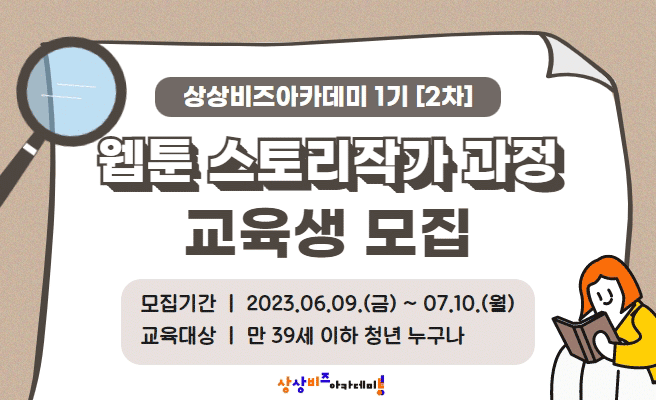 상상비즈아카데미 1기 [2차]
웹툰 스토리작가 과정
교육생 모집
모집기간 ㅣ 2023.06.09.(금) ~ 07.10.(월)
교육대상 ㅣ 만 39세 이하 청년 누구나
상상비즈아카데미